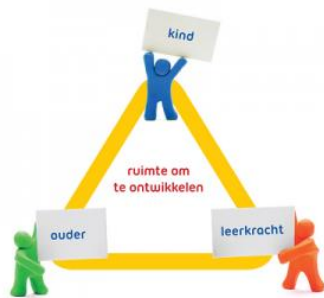 kind
ruimte om
te ontwikkelen
ouder
leerkracht